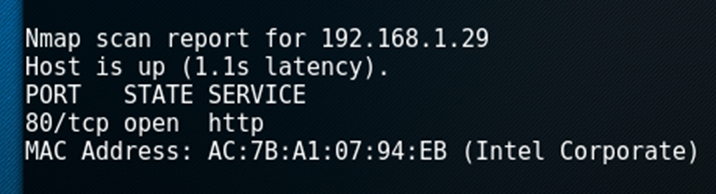 Nmap scan report for 192.168.1.29
Host is up (1.1s latency).
PORT   STATE SERVICE
80/tcp open  http
MAC Address: AC:7B:A1:07:94:EB (Intel Corporate)